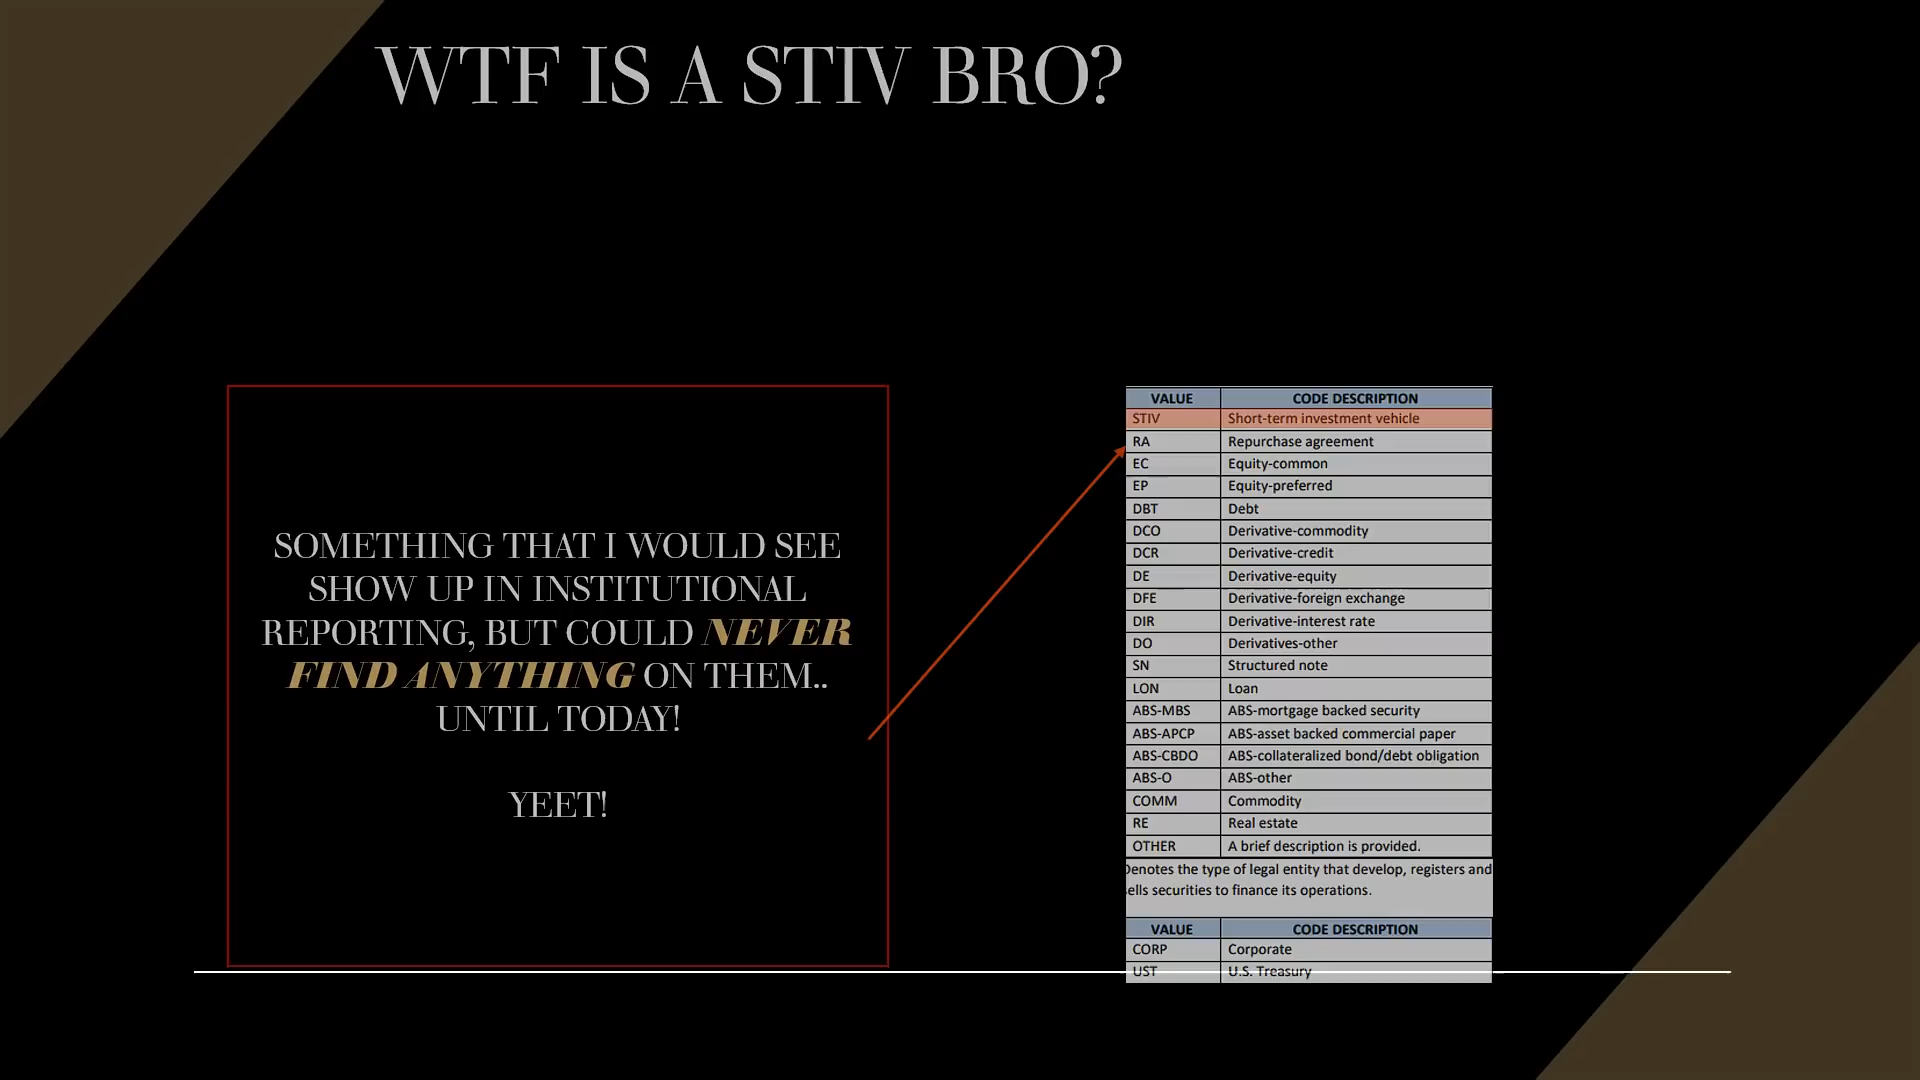 WTF IS A STIV BRO?
SOMETHING THAT I WOULD SEE
SHOW UP IN INSTITUTIONAL
REPORTING, BUT COULD NEVER
FIND ANYTHING ON THEM..
UNTIL TODAY!
YEET!
VALUE CODE DESCRIPTION
STIV Short-term investment vehicle
RA Repurchase agreement
EC Equity-common
EP Equity-preferred
DBT Debt
DCO Derivative-commodity
DCR Derivative-credit
DE Derivative-equity
DFE Derivative-foreign exchange
DIR Derivative-interest rate
DO Derivatives-other
SN Structured note
LON Loan
ABS-MBS ABS-mortgage backed security
ABS-APCP ABS-asset backed commercial paper
ABS-CBDO ABS-collateralized bond/debt obligation
ABS-O ABS-other
COMM Commodity
RE Real estate
OTHER A brief description is provided.
Denotes the type of legal entity that develop, registers and
ells securities to finance its operations.
VALUE CODE DESCRIPTION
CORP Corporate
UST U.S. Treasury